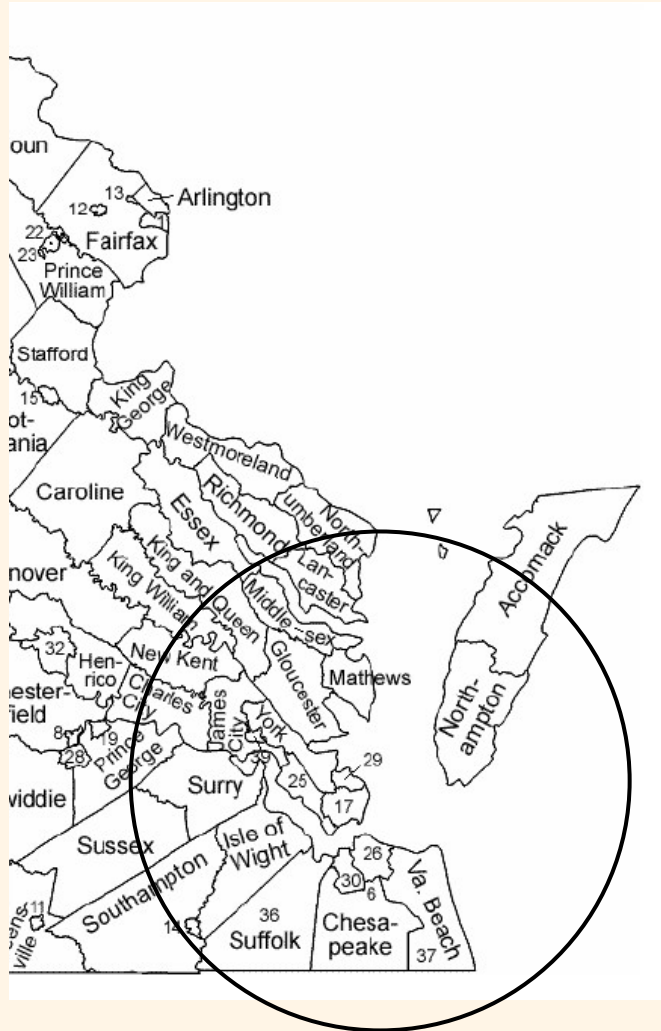 oun
13
Arlington
12
1
22
Fairfax
23
Prince
William
Stafford
15
King
George
ot-
ania
Westmoreland
Caroline
Essex
Richmond
North-
umberland
Lan-
caster
Accomack
nover
King and Queen
King William
Middle-sex
32
Hen-
rico
New Kent
Gloucester
Mathews
North-
ampton
ester-
field
Charles
City
James
City
York
8
19
28
Prince
George
39
29
25
17
widdie
Surry
Sussex
Isle of
Wight
26
30
6
Va. Beach
Southampton
11
ens-
ville
14
36
Suffolk
Chesa-
peake
37